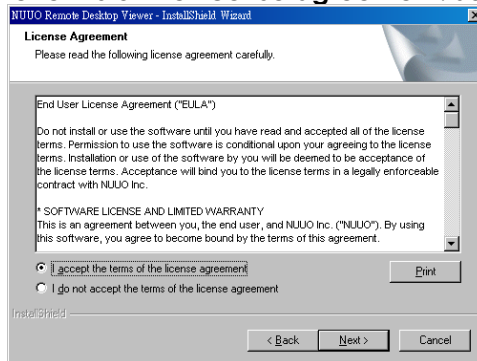 NUUO Remote Desktop Viewer - InstallShield Wizard
License Agreement
Please read the following license agreement carefully.
End User License Agreement ("EULA")
Do not install or use the software until you have read and accepted all of the license
terms. Permission to use the software is conditional upon your agreeing to the license
terms. Installation or use of the software by you will be deemed to be acceptance of
the license terms. Acceptance will bind you to the license terms in a legally enforceable
contract with NUUO Inc.
* SOFTWARE LICENSE AND LIMITED WARRANTY
This is an agreement between you, the end user, and NUUO Inc. ("NUUO"). By using
this software, you agree to become bound by the terms of this agreement.
I accept the terms of the license agreement
Print
I do not accept the terms of the license agreement
InstallShield
< Back
Next >
Cancel